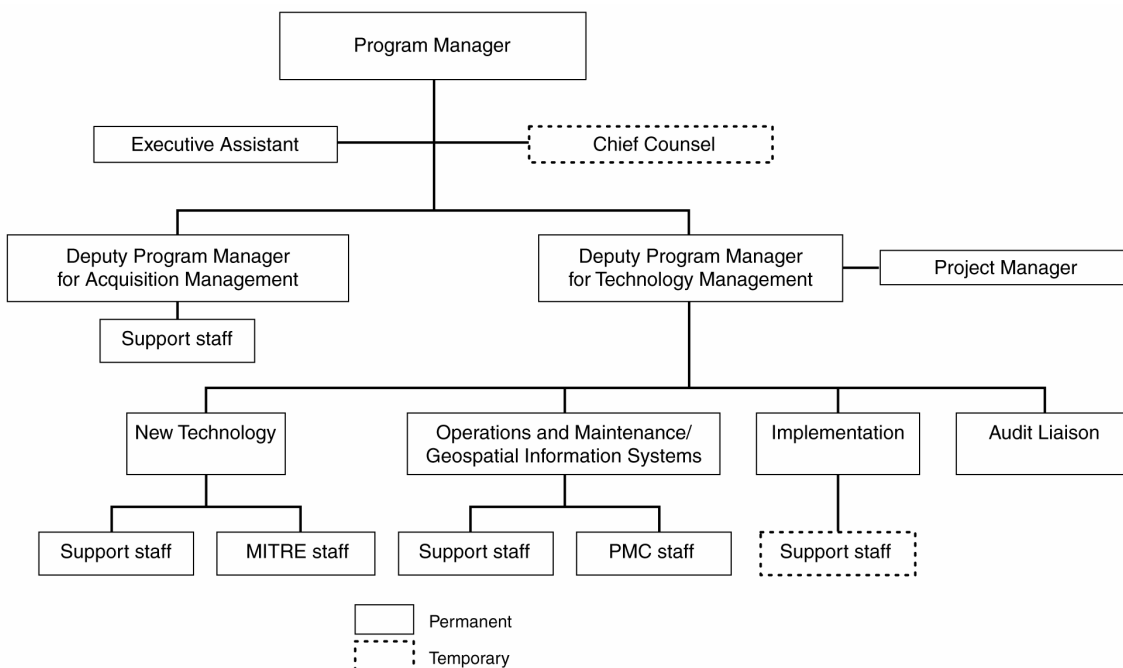 Program Manager
Executive Assistant
Chief Counsel
Deputy Program Manager
for Acquisition Management
Deputy Program Manager
for Technology Management
Project Manager
Support staff
New Technology
Operations and Maintenance/
Geospatial Information Systems
Implementation
Audit Liaison
Support staff
MITRE staff
Support staff
PMC staff
Support staff
Permanent
Temporary